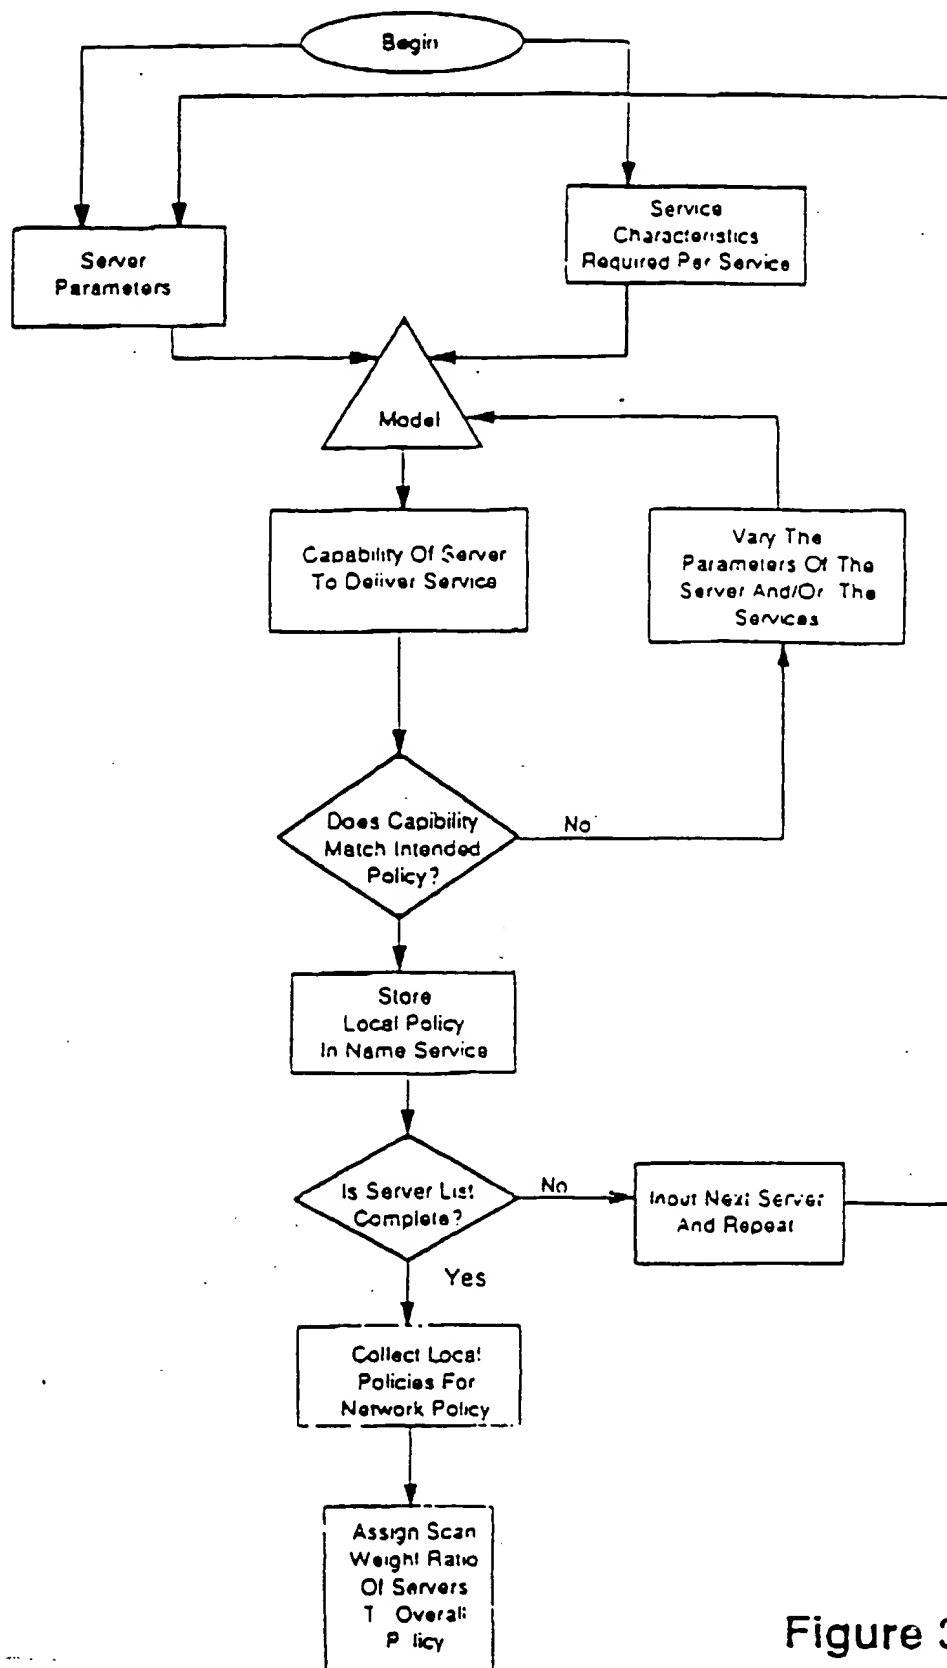 Begin
Service
Characteristics
Required Per Service
Server
Parameters
Model
Capability Of Server
To Deliver Service
Vary The
Parameters Of The
Server And/Or The
Services
Does Capibility
Match Intended
Policy?
No
Store
Local Policy
In Name Service
Is Server List
Complete?
No
Input Next Server
And Repeat
Yes
Collect Local
Policies For
Network Policy
Assign Scan
Weight Ratio
Of Servers
T Overall
P licy
Figure 3